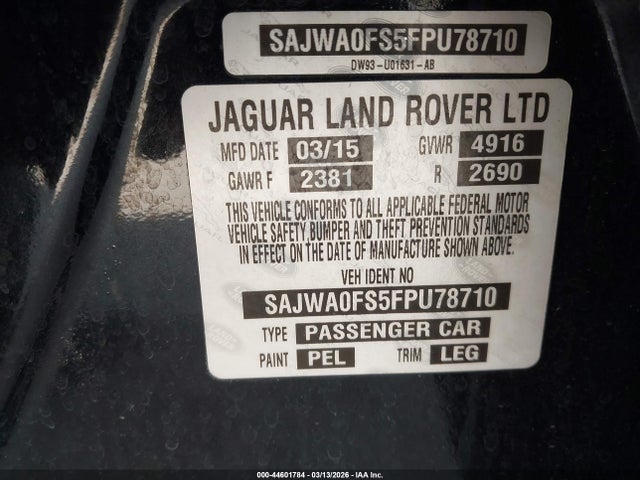 SAJWA0FS5FPU78710
DW93-U01631-AB
JAGUAR LAND ROVER LTD
MFD DATE 03/15 GVWR 4916
GAWR F 2381 R 2690
THIS VEHICLE CONFORMS TO ALL APPLICABLE FEDERAL MOTOR
VEHICLE SAFETY BUMPER AND THEFT PREVENTION STANDARDS
IN EFFECT ON THE DATE OF MANUFACTURE SHOWN ABOVE.
VEH IDENT NO
SAJWA0FS5FPU78710
TYPE PASSENGER CAR
PAINT PEL TRIM LEG
000-44601784 - 03/13/2026 - IAA Inc.